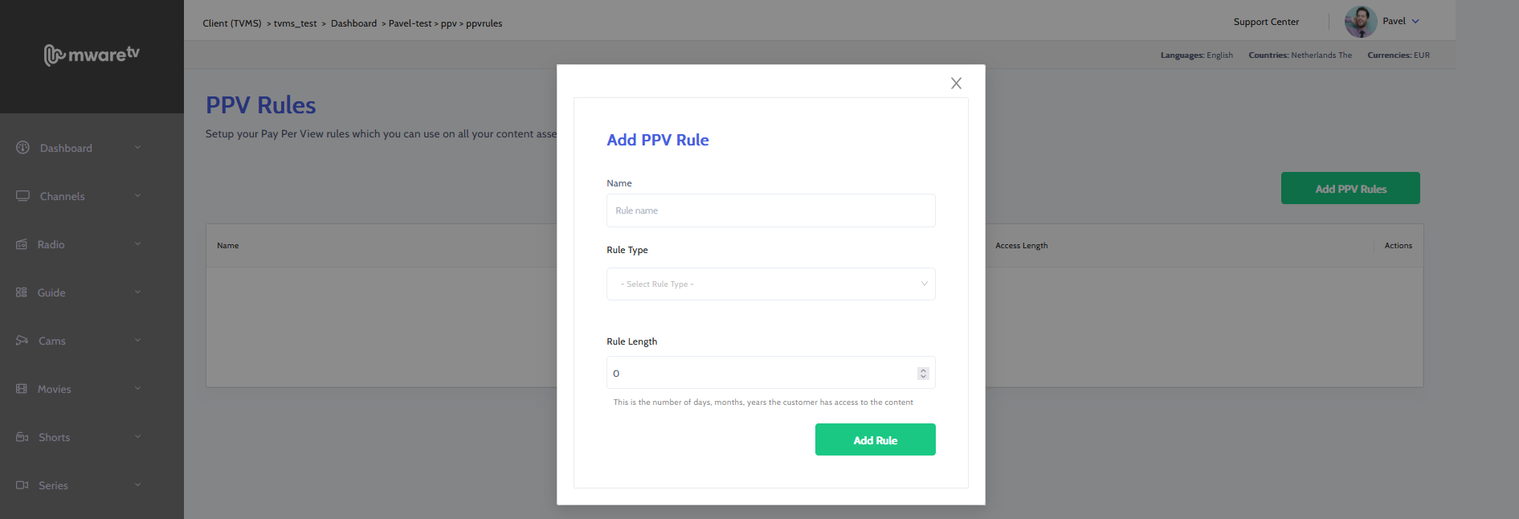 mwaretv
Client (TVMS) > tvms_test > Dashboard > Pavel-test > ppv > ppvrules
Support Center
Pavel
Languages: English Countries: Netherlands The Currencies: EUR
PPV Rules
Setup your Pay Per View rules which you can use on all your content asse
Dashboard
Channels
Radio
Guide
Cams
Movies
Shorts
Series
Add PPV Rules
Name
Access Length
Actions
X
Add PPV Rule
Name
Rule name
Rule Type
- Select Rule Type -
Rule Length
0
This is the number of days, months, years the customer has access to the content
Add Rule